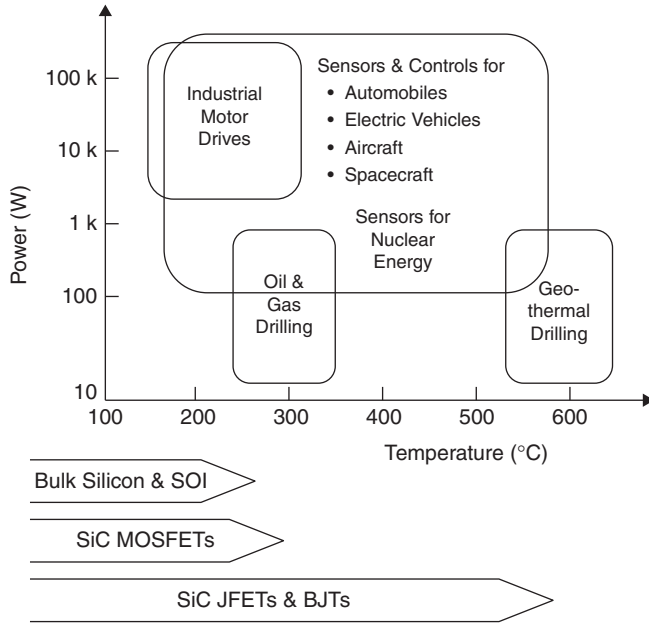 Power (W)
100 k
10 k
1 k
100
10
Industrial
Motor
Drives
Sensors & Controls for
• Automobiles
• Electric Vehicles
• Aircraft
• Spacecraft
Sensors for
Nuclear
Energy
Oil &
Gas
Drilling
Geo-
thermal
Drilling
100
200
300
400
500
600
Temperature (°C)
Bulk Silicon & SOI
SiC MOSFETs
SiC JFETs & BJTs